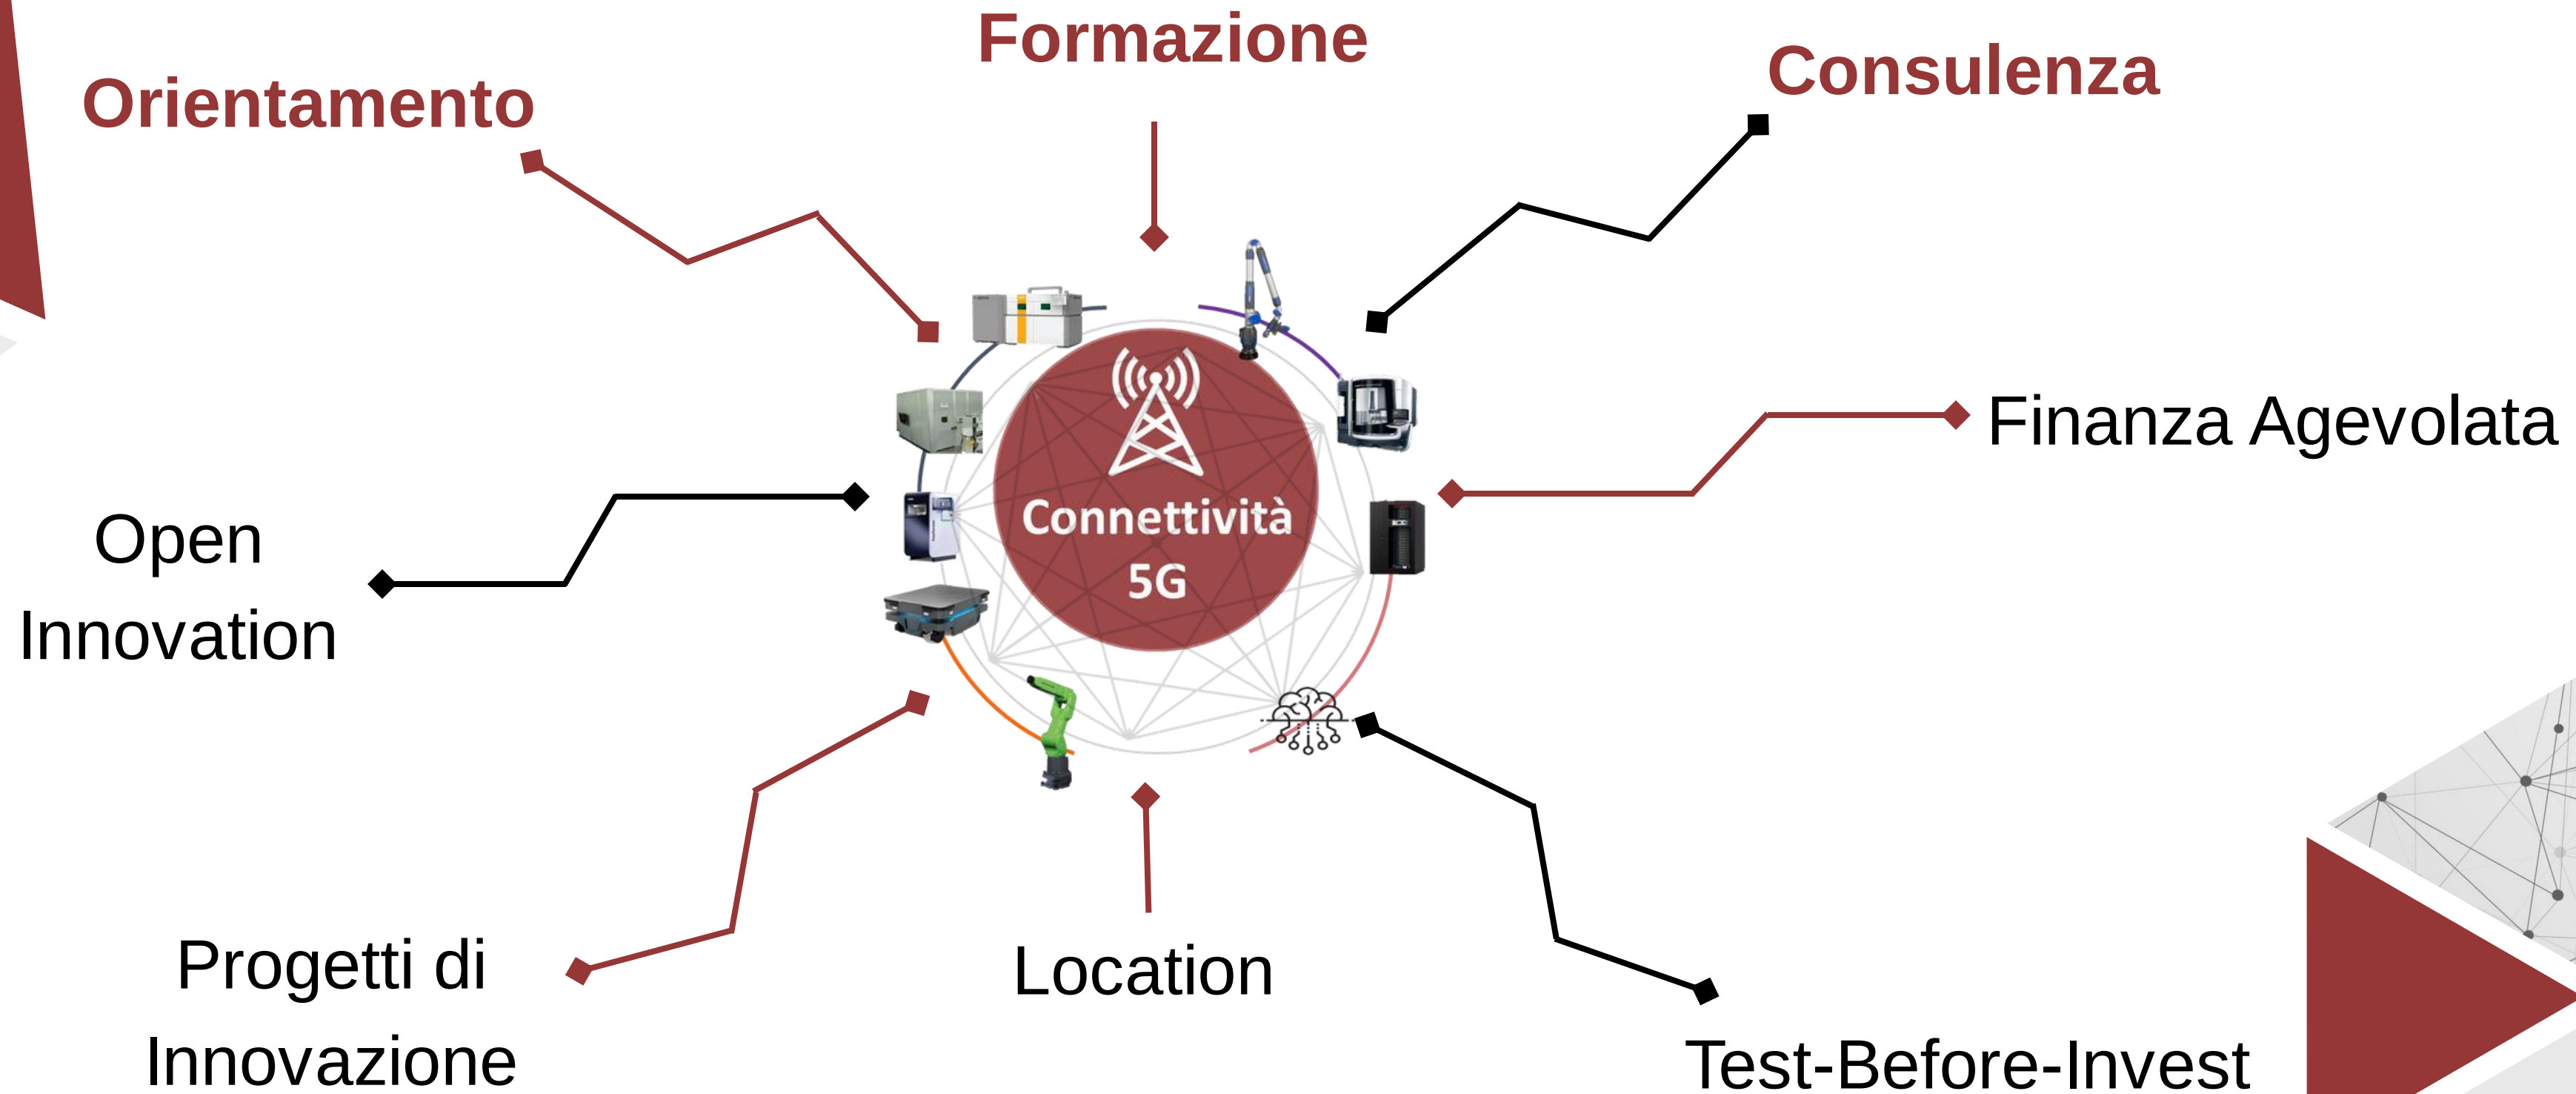 Formazione
Orientamento
Consulenza
Finanza Agevolata
Connettività
5G
Open
Innovation
Progetti di
Innovazione
Location
Test-Before-Invest